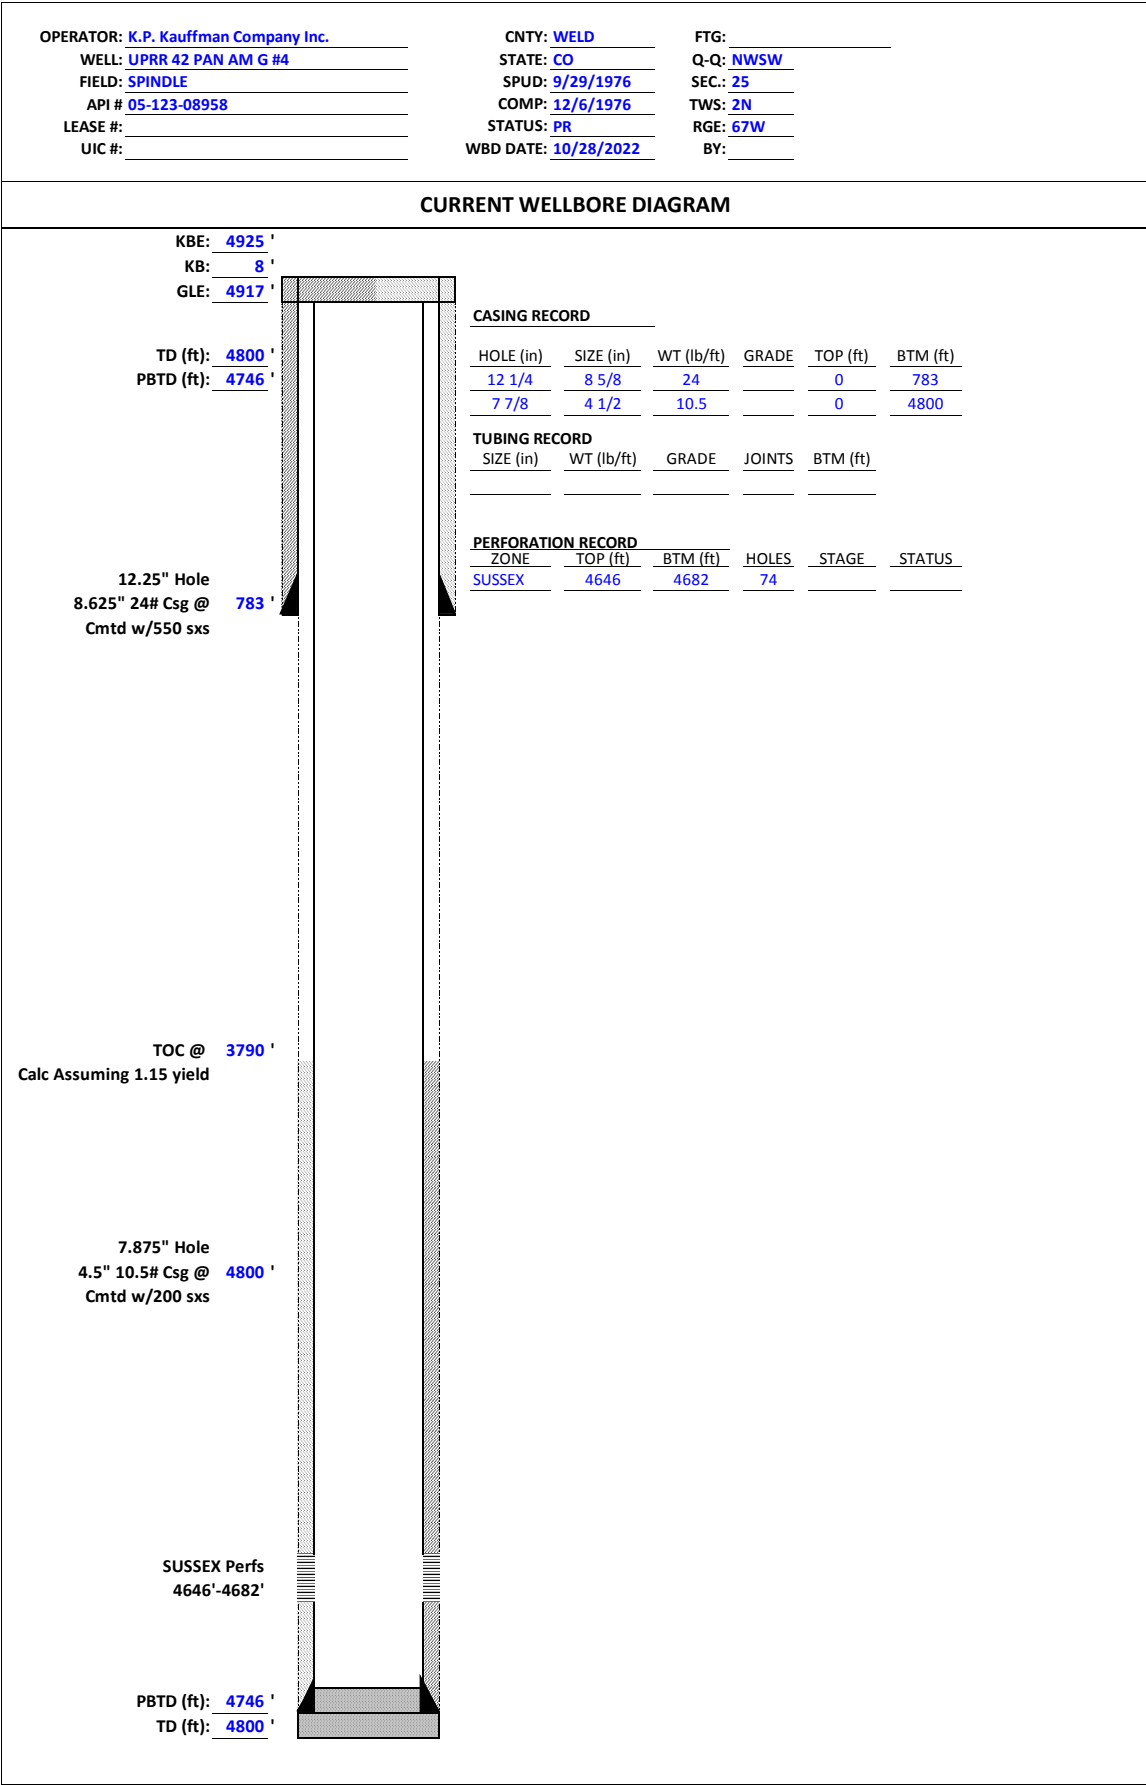 OPERATOR: K.P. Kauffman Company Inc. CNTY: WELD FTG:
WELL: UPRR 42 PAN AM G #4 STATE: CO Q-Q: NWSW
FIELD: SPINDLE SPUD: 9/29/1976 SEC.: 25
API # 05-123-08958 COMP: 12/6/1976 TWS: 2N
LEASE #: STATUS: PR RGE: 67W
UIC #: WBD DATE: 10/28/2022 BY:
CURRENT WELLBORE DIAGRAM
KBE: 4925 '
KB: 8 '
GLE: 4917 '
CASING RECORD
TD (ft): 4800 ' HOLE (in) SIZE (in) WT (lb/ft) GRADE TOP (ft) BTM (ft)
PBTD (ft): 4746 ' 12 1/4 8 5/8 24 0 783
7 7/8 4 1/2 10.5 0 4800
TUBING RECORD
SIZE (in) WT (lb/ft) GRADE JOINTS BTM (ft)
PERFORATION RECORD
ZONE TOP (ft) BTM (ft) HOLES STAGE STATUS
12.25" Hole SUSSEX 4646 4682 74
8.625" 24# Csg @ 783 '
Cmtd w/550 sxs
TOC @ 3790 '
Calc Assuming 1.15 yield
7.875" Hole
4.5" 10.5# Csg @ 4800 '
Cmtd w/200 sxs
SUSSEX Perfs
4646'-4682'
PBTD (ft): 4746 '
TD (ft): 4800 '